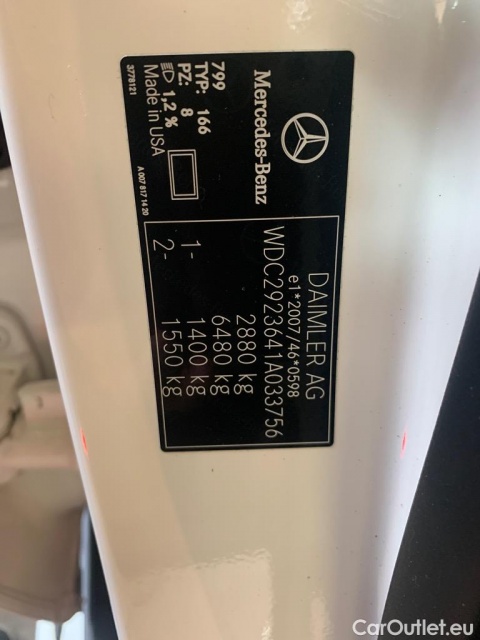 Mercedes-Benz
799
TYP: 166
PZ: 8
1,2 %
Made in USA
3778121
A 007 817 14 20
DAIMLER AG
e1*2007/46*0598
WDC2923641A033756
2880 kg
6480 kg
1- 1400 kg
2- 1550 kg
CarOutlet.eu